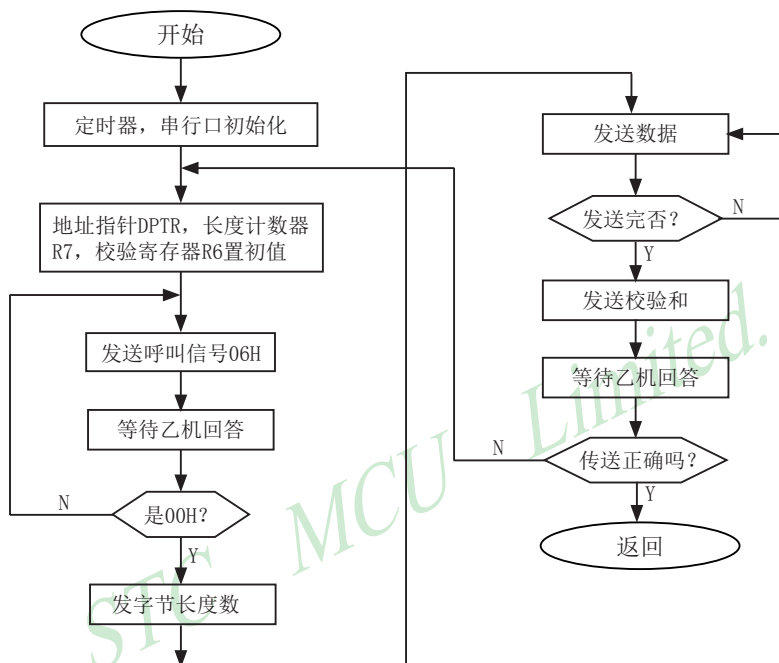 开始
定时器，串行口初始化
地址指针DPTR，长度计数器
R7，校验寄存器R6置初值
发送呼叫信号06H
等待乙机回答
是00H？
N
Y
发字节长度数
发送数据
发送完否？
N
Y
发送校验和
等待乙机回答
传送正确吗？
N
Y
返回
STC MCU Limited.